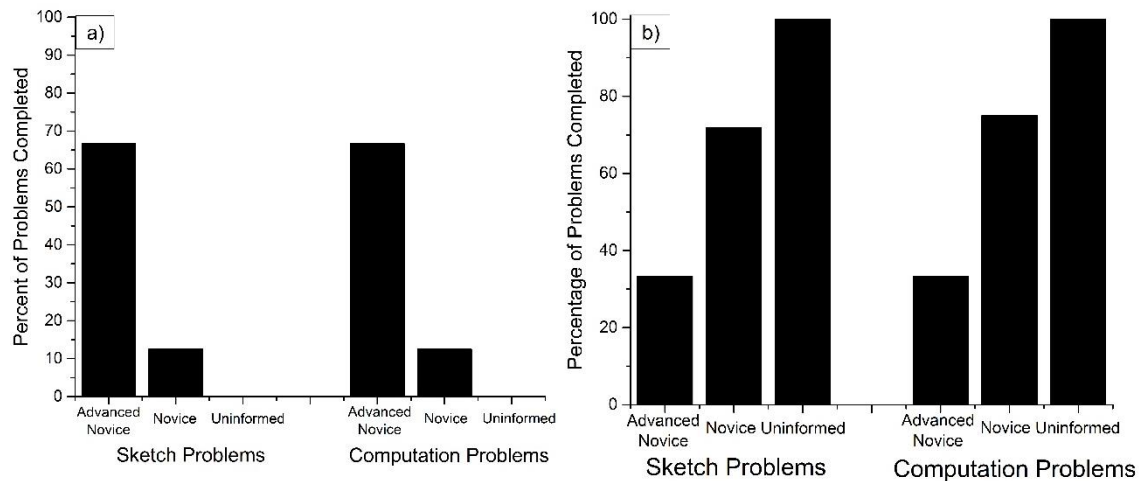 a)
Percent of Problems Completed
100
90
80
70
60
50
40
30
20
10
0
Advanced
Novice
Novice
Uninformed
Advanced
Novice
Novice
Uninformed
Sketch Problems
Computation Problems
b)
Percentage of Problems Completed
100
80
60
40
20
0
Advanced
Novice
Novice
Uninformed
Advanced
Novice
Novice
Uninformed
Sketch Problems
Computation Problems